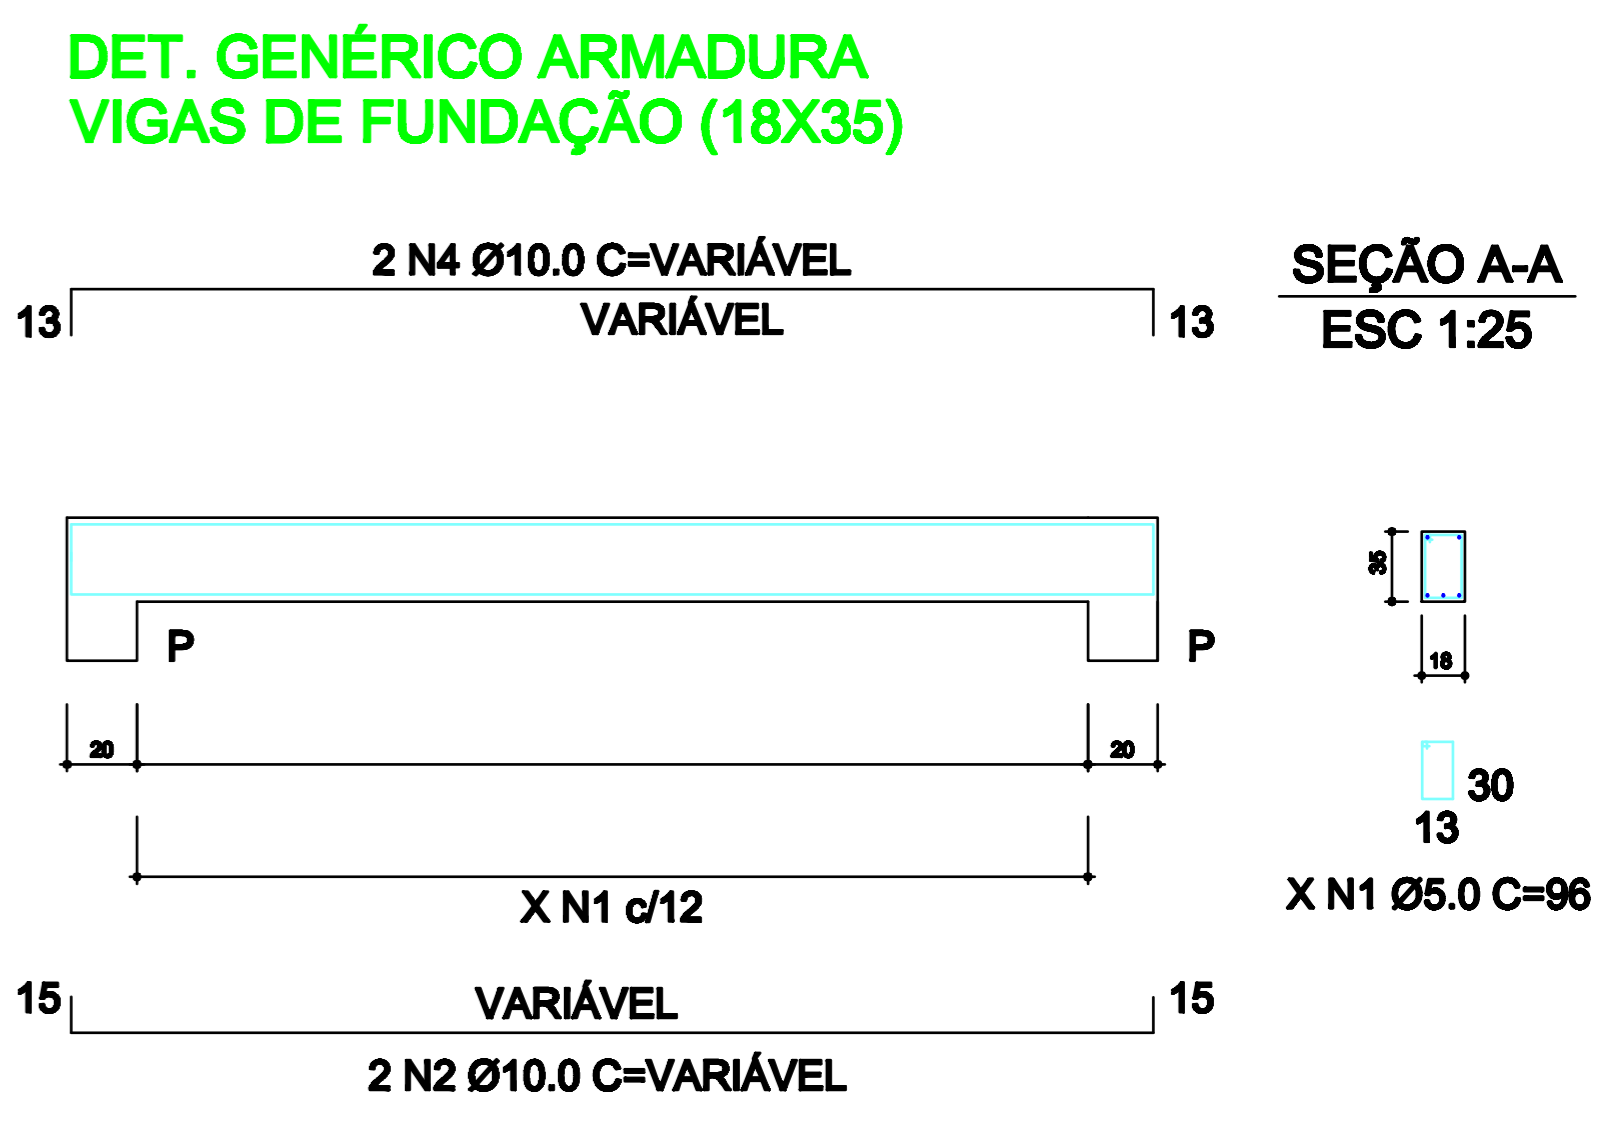 DET. GENÉRICO ARMADURA
VIGAS DE FUNDAÇÃO (18X35)
2 N4 Ø10.0 C=VARIÁVEL
13
VARIÁVEL
13
SEÇÃO A-A
ESC 1:25
P
P
35
18
20
20
30
13
X N1 Ø5.0 C=96
X N1 c/12
15
VARIÁVEL
15
2 N2 Ø10.0 C=VARIÁVEL